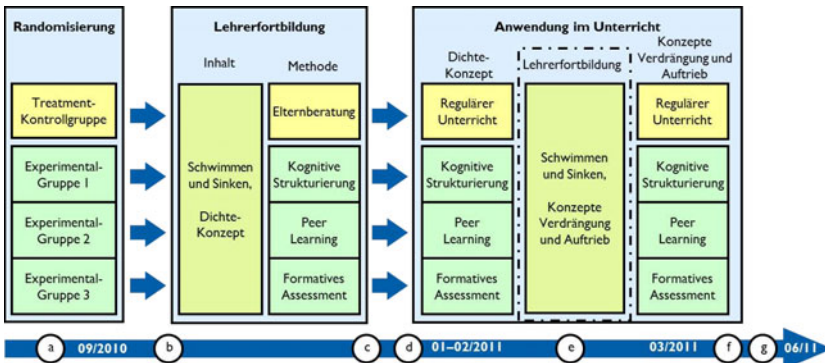 Randomisierung
Treatment-
Kontrollgruppe
Experimental-
Gruppe 1
Experimental-
Gruppe 2
Experimental-
Gruppe 3
Lehrerfortbildung
Inhalt
Methode
Schwimmen
und Sinken,
Dichte-
Konzept
Elternberatung
Kognitive
Strukturierung
Peer
Learning
Formatives
Assessment
Anwendung im Unterricht
Dichte-
Konzept
Regulärer
Unterricht
Kognitive
Strukturierung
Peer
Learning
Formatives
Assessment
Lehrerfortbildung
Schwimmen
und Sinken,
Konzepte
Verdrängung
und Auftrieb
Konzepte
Verdrängung und
Auftrieb
Regulärer
Unterricht
Kognitive
Strukturierung
Peer
Learning
Formatives
Assessment
a 09/2010 b c d 01–02/2011 e 03/2011 f g 06/11